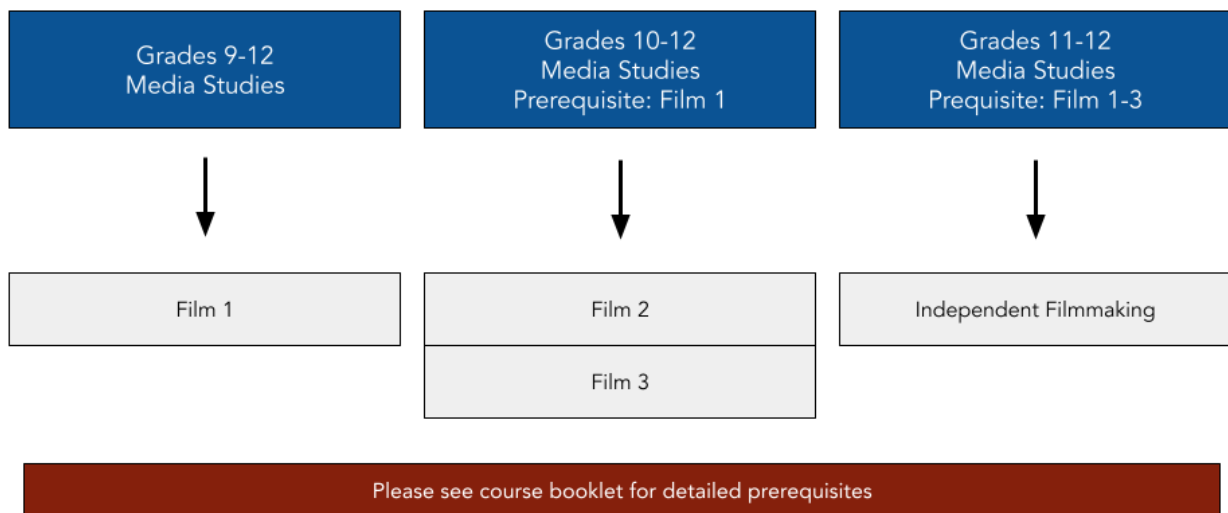 Grades 9-12
Media Studies
Grades 10-12
Media Studies
Prerequisite: Film 1
Grades 11-12
Media Studies
Prequisite: Film 1-3
Film 1
Film 2
Film 3
Independent Filmmaking
Please see course booklet for detailed prerequisites